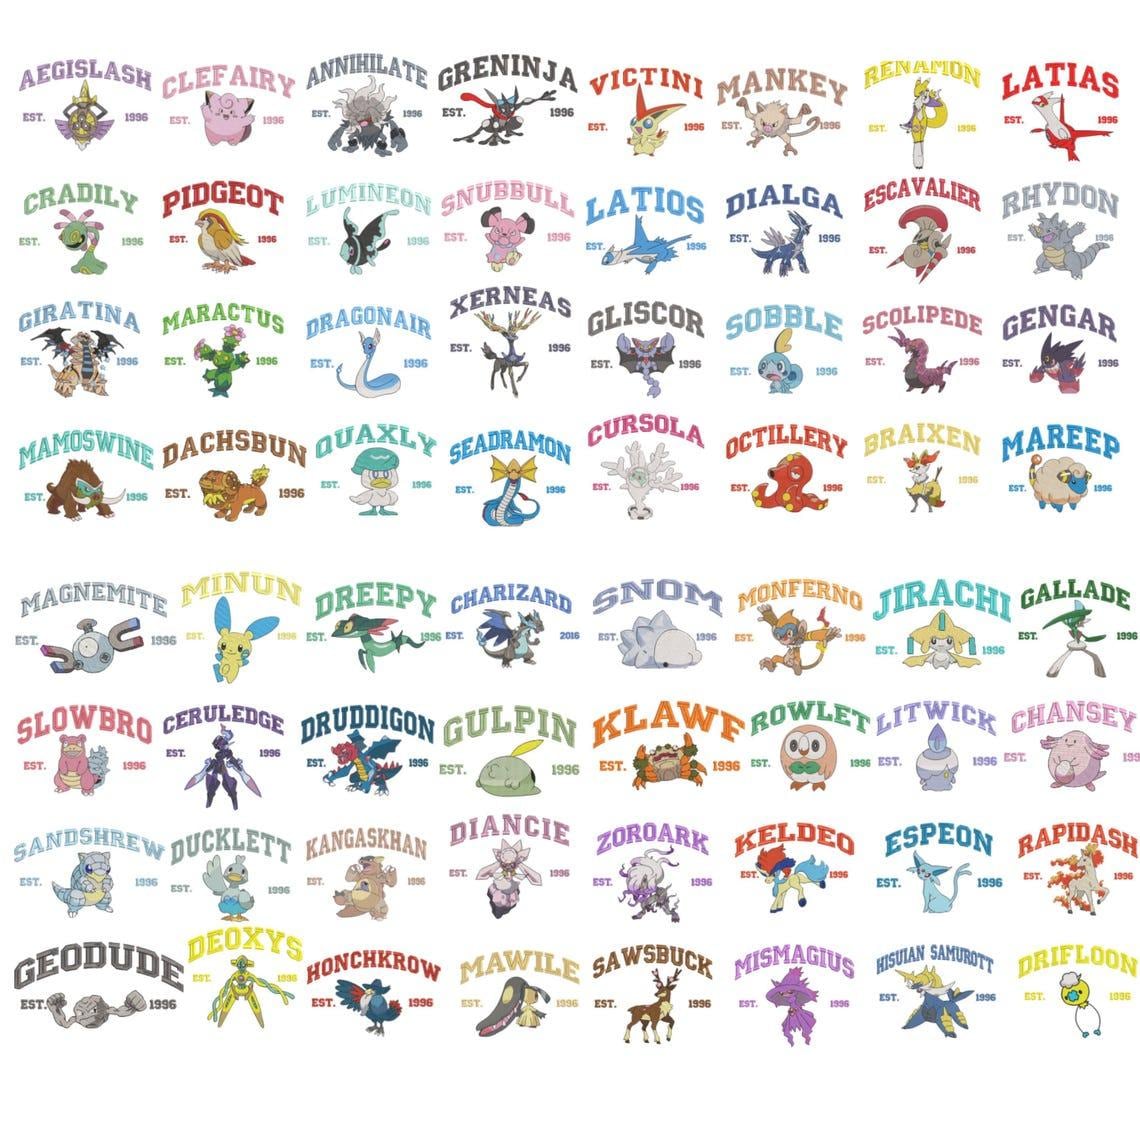 AEGISLASH
EST. 1996
CLEFAIRY
EST. 1996
ANNIHILATE
EST. 1996
GRENINJA
EST. 1996
VICTINI
EST. 1996
MANKEY
EST. 1996
RENAMON
EST. 1996
LATIAS
EST. 1996
CRADILY
EST. 1996
PIDGEOT
EST. 1996
LUMINEON
EST. 1996
SNUBBULL
EST. 1996
LATIOS
EST. 1996
DIALGA
EST. 1996
ESCAVALIER
EST. 1996
RHYDON
EST. 1996
GIRATINA
EST. 1996
MARACTUS
EST. 1996
DRAGONAIR
EST. 1996
XERNEAS
EST. 1996
GLISCOR
EST. 1996
SOBBLE
EST. 1996
SCOLIPEDE
EST. 1996
GENGAR
EST. 1996
MAMOSWINE
EST. 1996
DACHSBUN
EST. 1996
QUAXLY
EST. 1996
SEADRAMON
EST. 1996
CURSOLA
EST. 1996
OCTILLERY
EST. 1996
BRAIXEN
EST. 1996
MAREEP
EST. 1996
MAGNEMITE
EST. 1996
MINUN
EST. 1996
DREEPY
EST. 1996
CHARIZARD
EST. 2016
SNOM
EST. 1996
MONFERNO
EST. 1996
JIRACHI
EST. 1996
GALLADE
EST. 1996
SLOWBRO
EST. 1996
CERULEDGE
EST. 1996
DRUDDIGON
EST. 1996
GULPIN
EST. 1996
KLAWF
EST. 1996
ROWLET
EST. 1996
LITWICK
EST. 1996
CHANSEY
EST. 199
SANDSHREW
EST. 1996
DUCKLETT
EST. 1996
KANGASKHAN
EST. 1996
DIANCIE
EST. 1996
ZOROARK
EST. 1996
KELDEO
EST. 1996
ESPEON
EST. 1996
RAPIDASH
EST. 1996
GEODUDE
EST. 1996
DEOXYS
EST. 1996
HONCHKROW
EST. 1996
MAWILE
EST. 1996
SAWSBUCK
EST. 1996
MISMAGIUS
EST. 1996
HISUIAN SAMUROTT
EST. 1996
DRIFLOON
EST. 1996